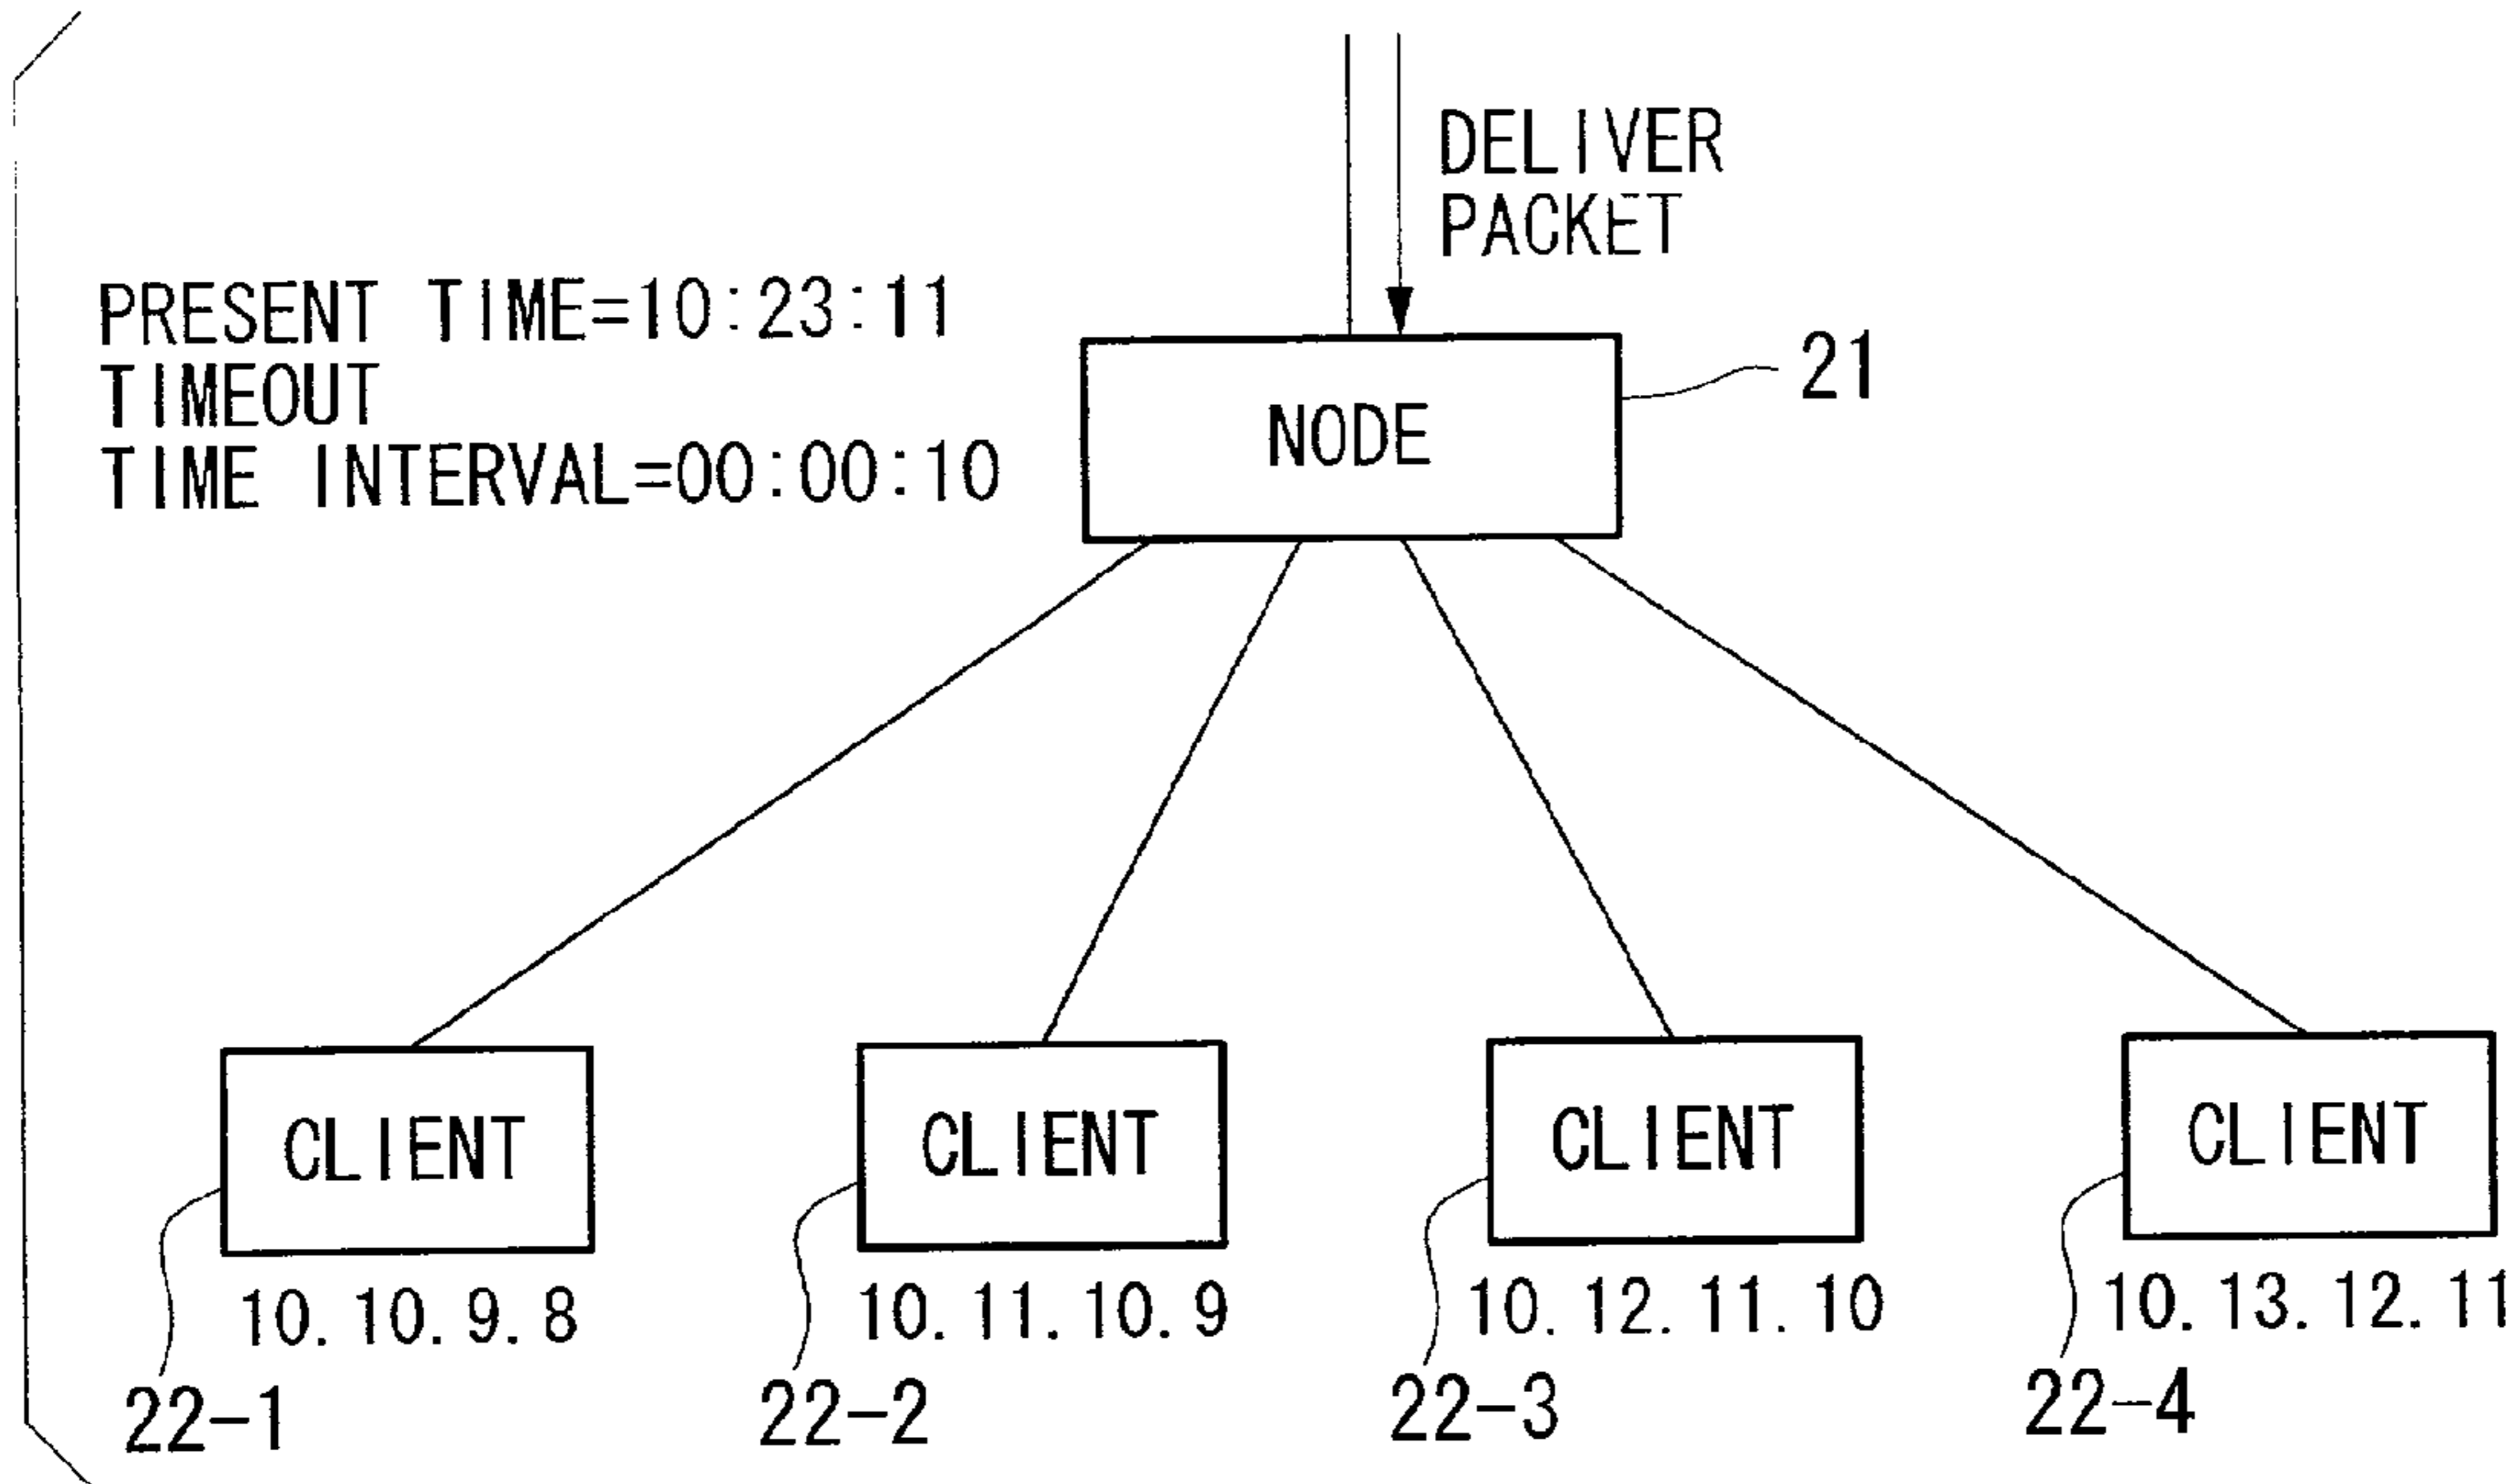 DELIVER
PACKET
PRESENT TIME=10:23:11
TIMEOUT
TIME INTERVAL=00:00:10
NODE
21
CLIENT
CLIENT
CLIENT
CLIENT
10. 10. 9. 8
10. 11. 10. 9
10. 12. 11. 10
10. 13. 12. 11
22-1
22-2
22-3
22-4